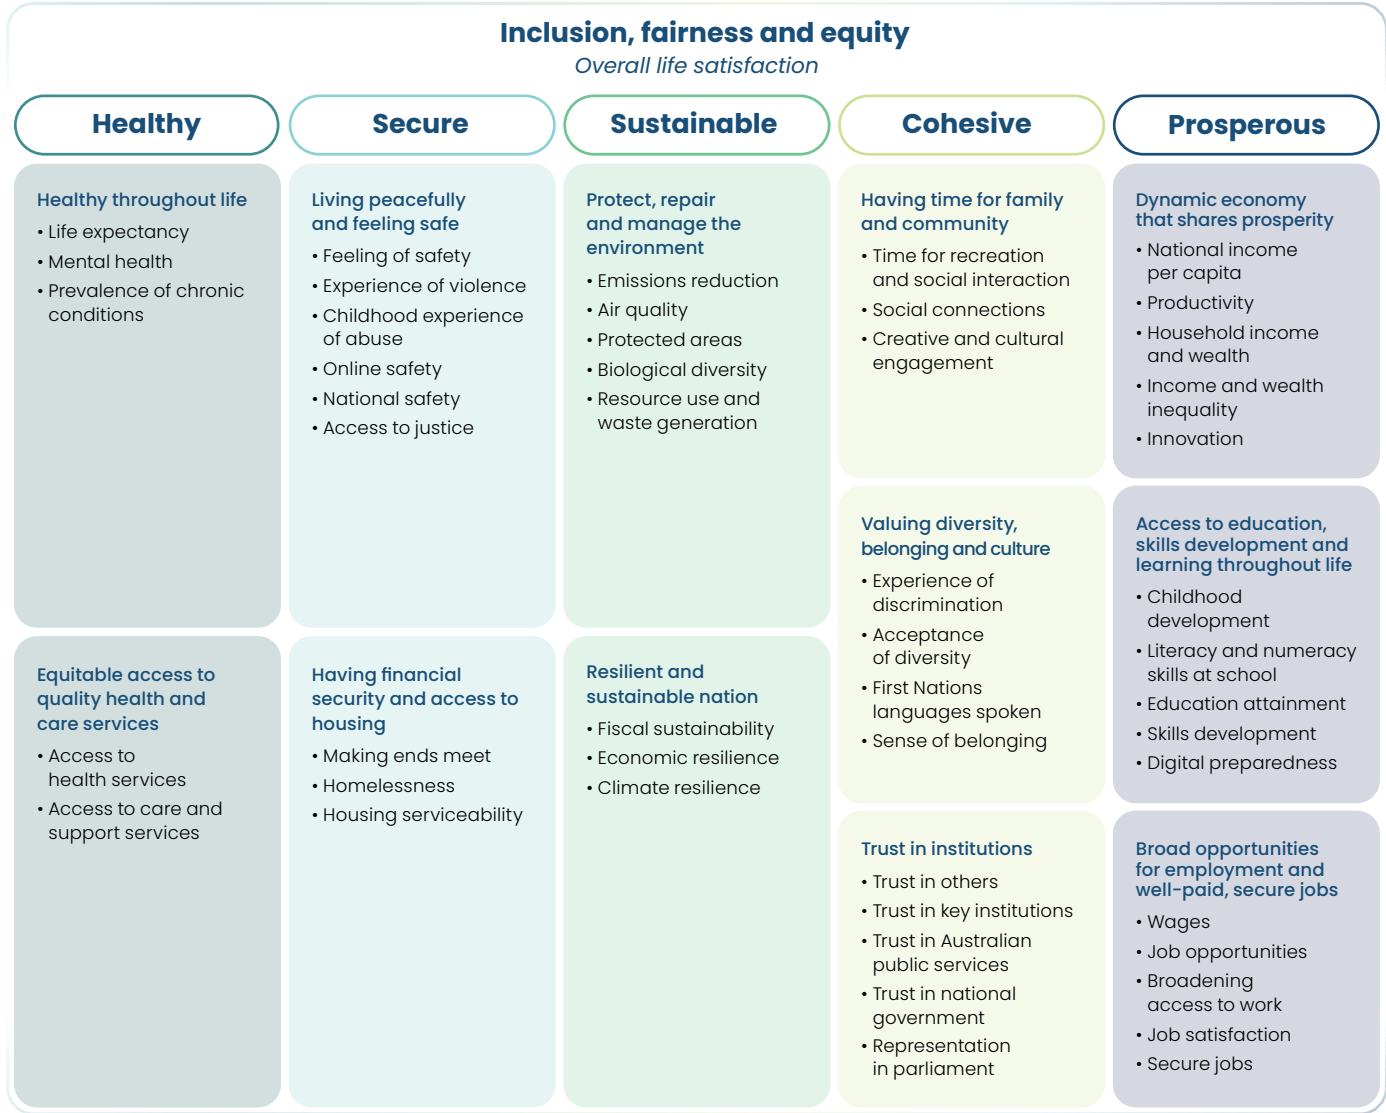 Inclusion, fairness and equity
Overall life satisfaction
Healthy
Healthy throughout life
• Life expectancy
• Mental health
• Prevalence of chronic
conditions
Equitable access to
quality health and
care services
• Access to
health services
• Access to care and
support services
Secure
Living peacefully
and feeling safe
• Feeling of safety
• Experience of violence
• Childhood experience
of abuse
• Online safety
• National safety
• Access to justice
Having financial
security and access to
housing
• Making ends meet
• Homelessness
• Housing serviceability
Sustainable
Protect, repair
and manage the
environment
• Emissions reduction
• Air quality
• Protected areas
• Biological diversity
• Resource use and
waste generation
Resilient and
sustainable nation
• Fiscal sustainability
• Economic resilience
• Climate resilience
Cohesive
Having time for family
and community
• Time for recreation
and social interaction
• Social connections
• Creative and cultural
engagement
Valuing diversity,
belonging and culture
• Experience of
discrimination
• Acceptance
of diversity
• First Nations
languages spoken
• Sense of belonging
Trust in institutions
• Trust in others
• Trust in key institutions
• Trust in Australian
public services
• Trust in national
government
• Representation
in parliament
Prosperous
Dynamic economy
that shares prosperity
• National income
per capita
• Productivity
• Household income
and wealth
• Income and wealth
inequality
• Innovation
Access to education,
skills development and
learning throughout life
• Childhood
development
• Literacy and numeracy
skills at school
• Education attainment
• Skills development
• Digital preparedness
Broad opportunities
for employment and
well-paid, secure jobs
• Wages
• Job opportunities
• Broadening
access to work
• Job satisfaction
• Secure jobs